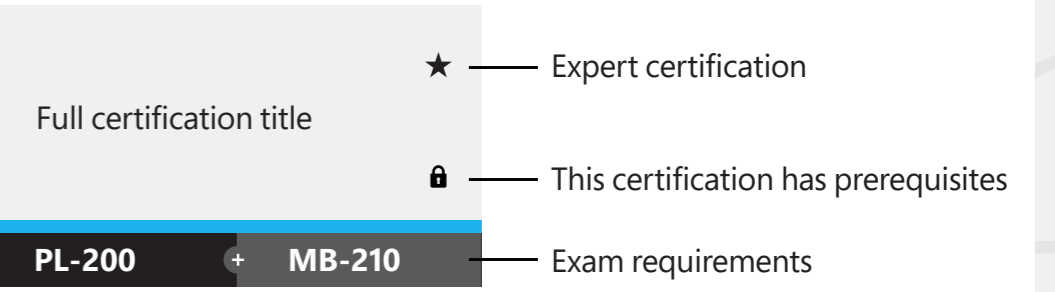 ★ Expert certification
Full certification title
This certification has prerequisites
PL-200 + MB-210 Exam requirements